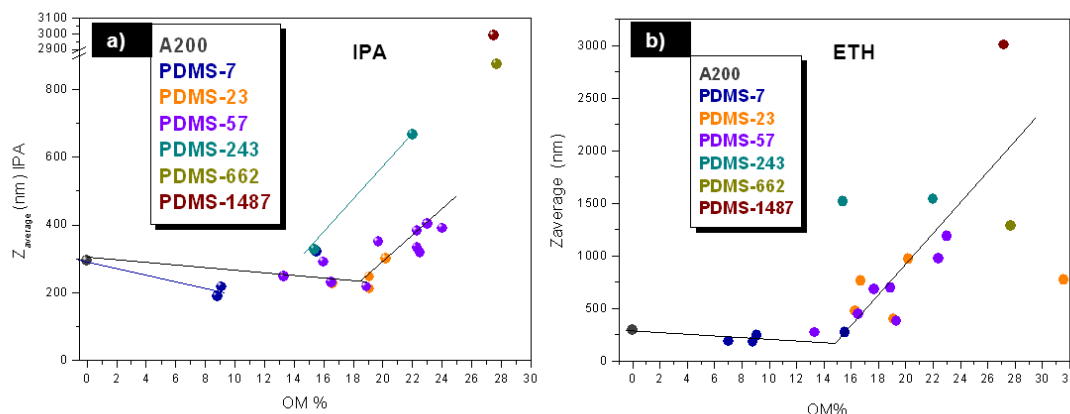 a)
IPA
A200
PDMS-7
PDMS-23
PDMS-57
PDMS-243
PDMS-662
PDMS-1487
3100
3000
2900
800
600
400
200
0
Zaverage (nm) IPA
0 2 4 6 8 10 12 14 16 18 20 22 24 26 28 30
OM %
b)
ETH
A200
PDMS-7
PDMS-23
PDMS-57
PDMS-243
PDMS-662
PDMS-1487
3000
2500
2000
1500
1000
500
0
Zaverage (nm)
0 2 4 6 8 10 12 14 16 18 20 22 24 26 28 30 3
OM%